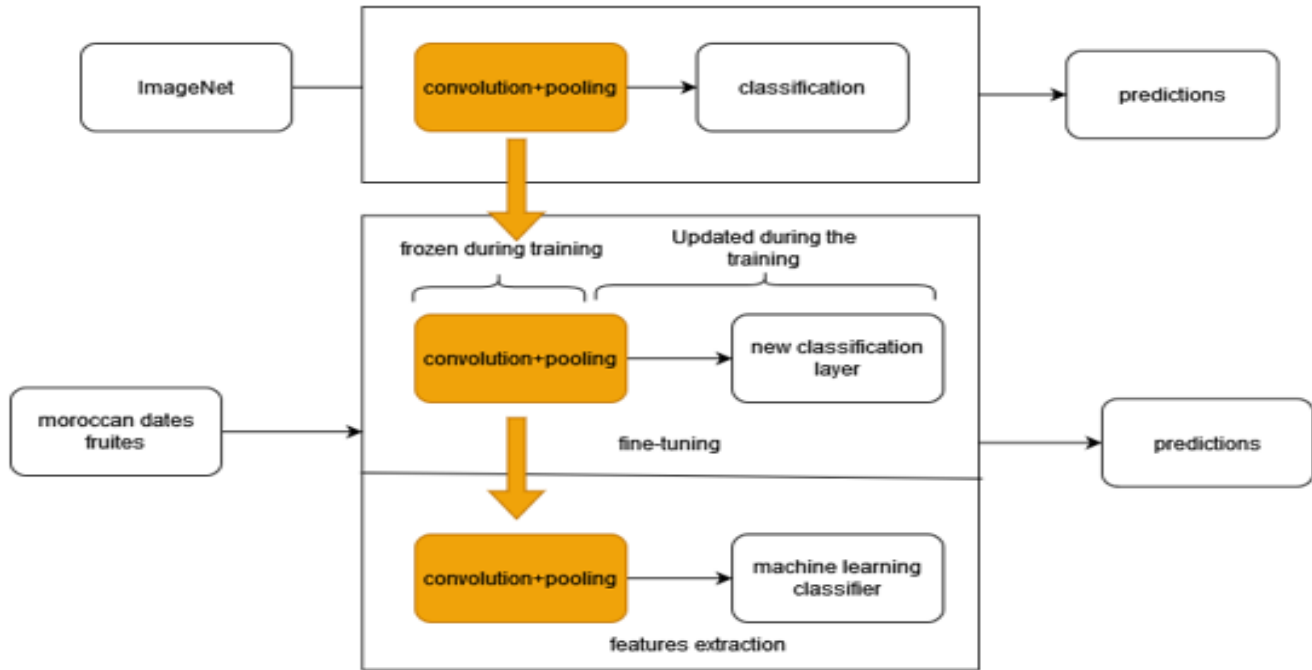 ImageNet
convolution+pooling
classification
predictions
frozen during training
Updated during the
training
convolution+pooling
new classification
layer
moroccan dates
fruites
fine-tuning
predictions
convolution+pooling
machine learning
classifier
features extraction